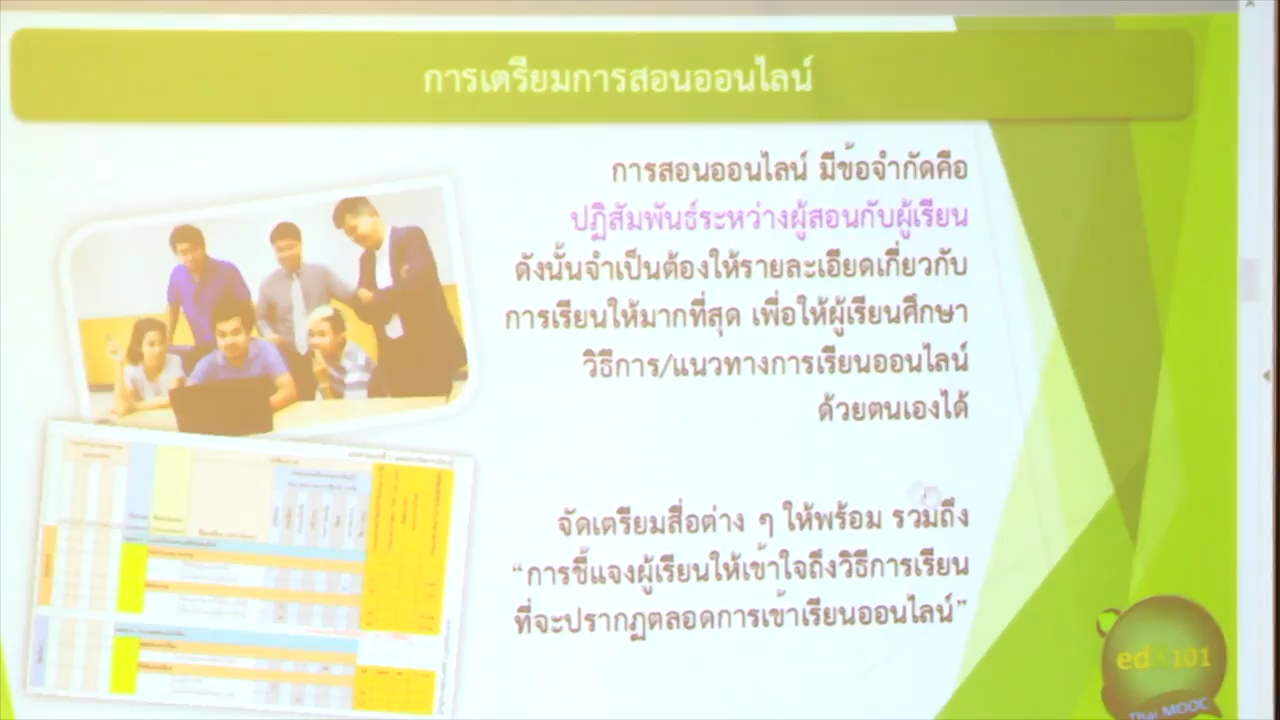 การเตรียมการสอนออนไลน์
การสอนออนไลน์ มีข้อจำกัดคือ
ปฏิสัมพันธ์ระหว่างผู้สอนกับผู้เรียน
ดังนั้นจำเป็นต้องให้รายละเอียดเกี่ยวกับ
การเรียนให้มากที่สุด เพื่อให้ผู้เรียนศึกษา
วิธีการ/แนวทางการเรียนออนไลน์
ด้วยตนเองได้
จัดเตรียมสื่อต่าง ๆ ให้พร้อม รวมถึง
“การชี้แจงผู้เรียนให้เข้าใจถึงวิธีการเรียน
ที่จะปรากฏตลอดการเข้าเรียนออนไลน์”
edX101
Thai MOOC